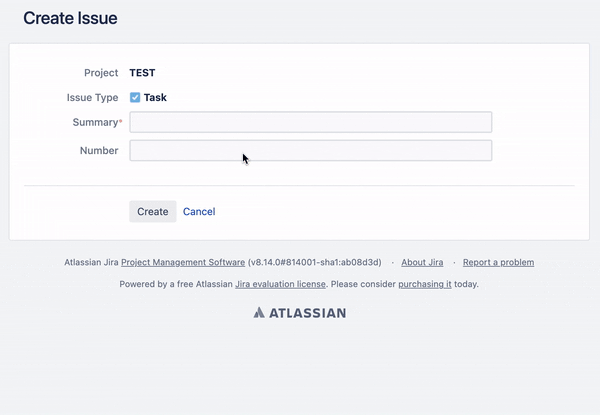 Create Issue
Project TEST
Issue Type Task
Summary*
Number
Create Cancel
Atlassian Jira Project Management Software (v8.14.0#814001-sha1:ab08d3d) · About Jira · Report a problem
Powered by a free Atlassian Jira evaluation license. Please consider purchasing it today.
ATLASSIAN